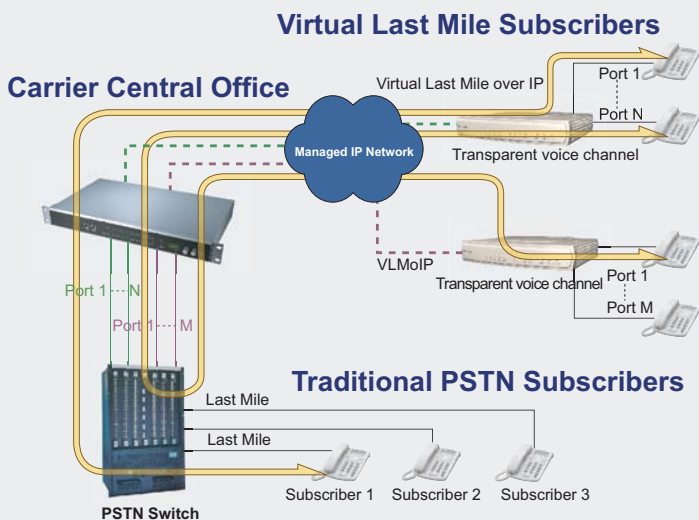 Virtual Last Mile Subscribers
Carrier Central Office
Virtual Last Mile over IP
Port 1
Port N
Managed IP Network
Transparent voice channel
VLMoIP
Transparent voice channel
Port 1
Port M
Port 1
N
Port 1
M
Traditional PSTN Subscribers
Last Mile
Last Mile
Subscriber 1
Subscriber 2
Subscriber 3
PSTN Switch